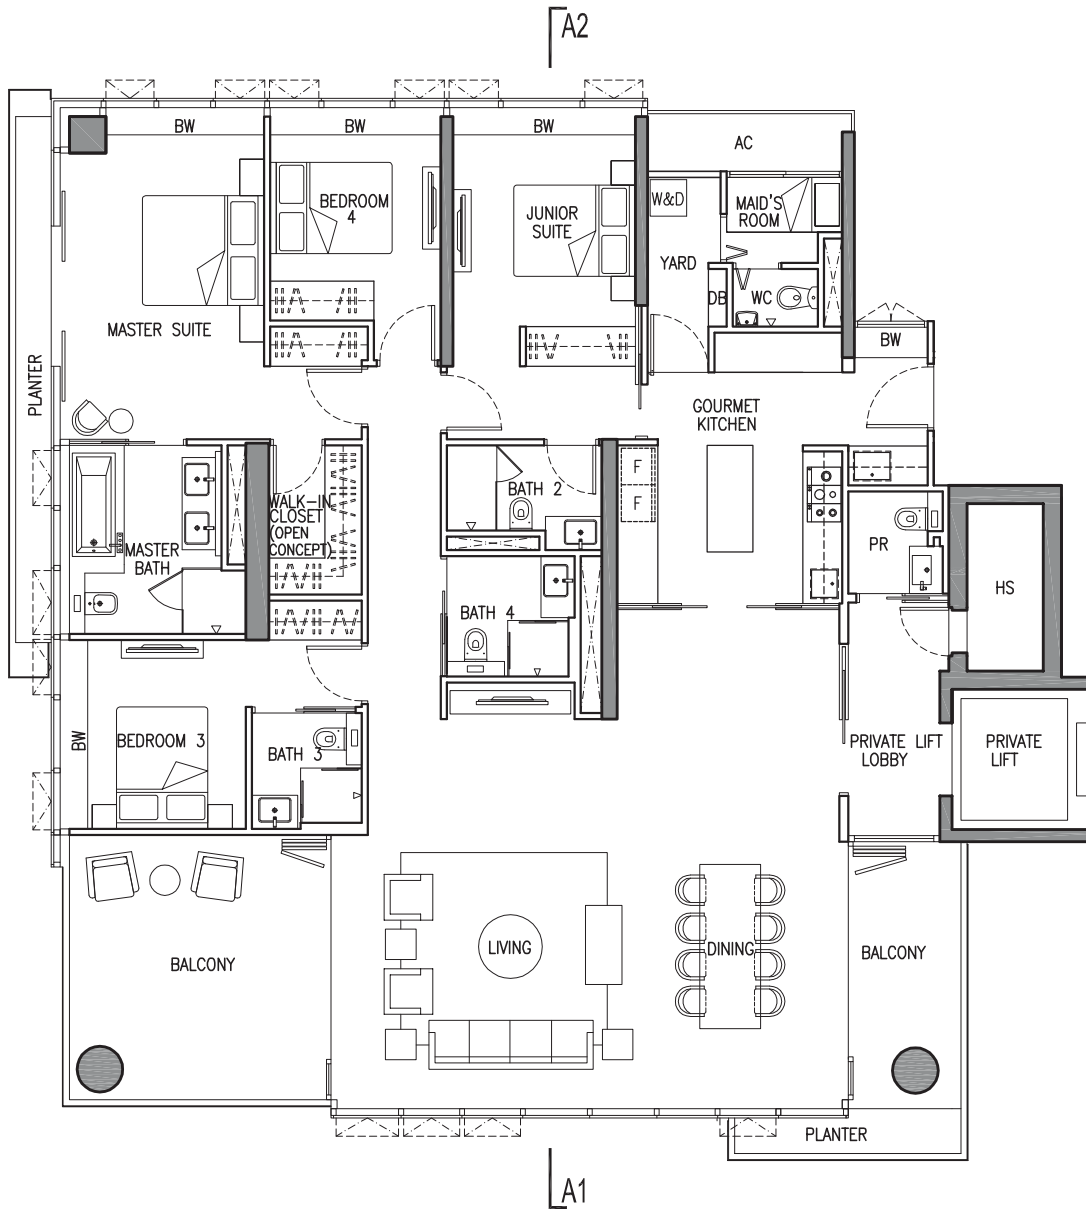 A2
BW
BW
BW
AC
BEDROOM
4
JUNIOR
SUITE
W&D
MAID'S
ROOM
YARD
DB
WC
MASTER SUITE
BW
PLANTER
GOURMET
KITCHEN
F
F
BATH 2
WALK-IN
CLOSET
(OPEN
CONCEPT)
MASTER
BATH
PR
HS
BATH 4
BW
BEDROOM 3
BATH 3
PRIVATE LIFT
LOBBY
PRIVATE
LIFT
LIVING
DINING
BALCONY
BALCONY
PLANTER
A1